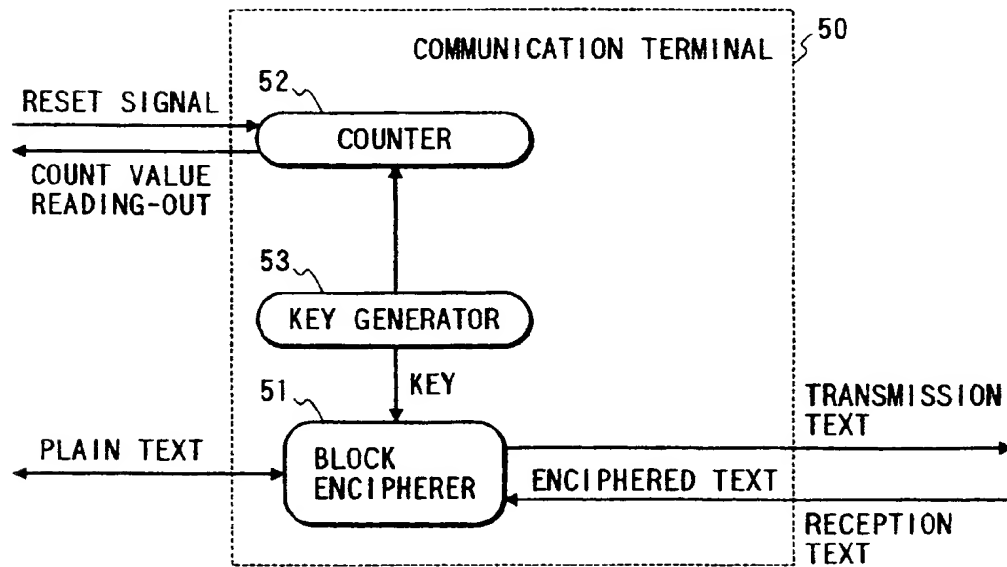 50
COMMUNICATION TERMINAL
52
RESET SIGNAL
COUNTER
COUNT VALUE
READING-OUT
53
KEY GENERATOR
KEY
51
TRANSMISSION
TEXT
PLAIN TEXT
BLOCK
ENCIPHERER
ENCIPHERED TEXT
RECEPTION
TEXT